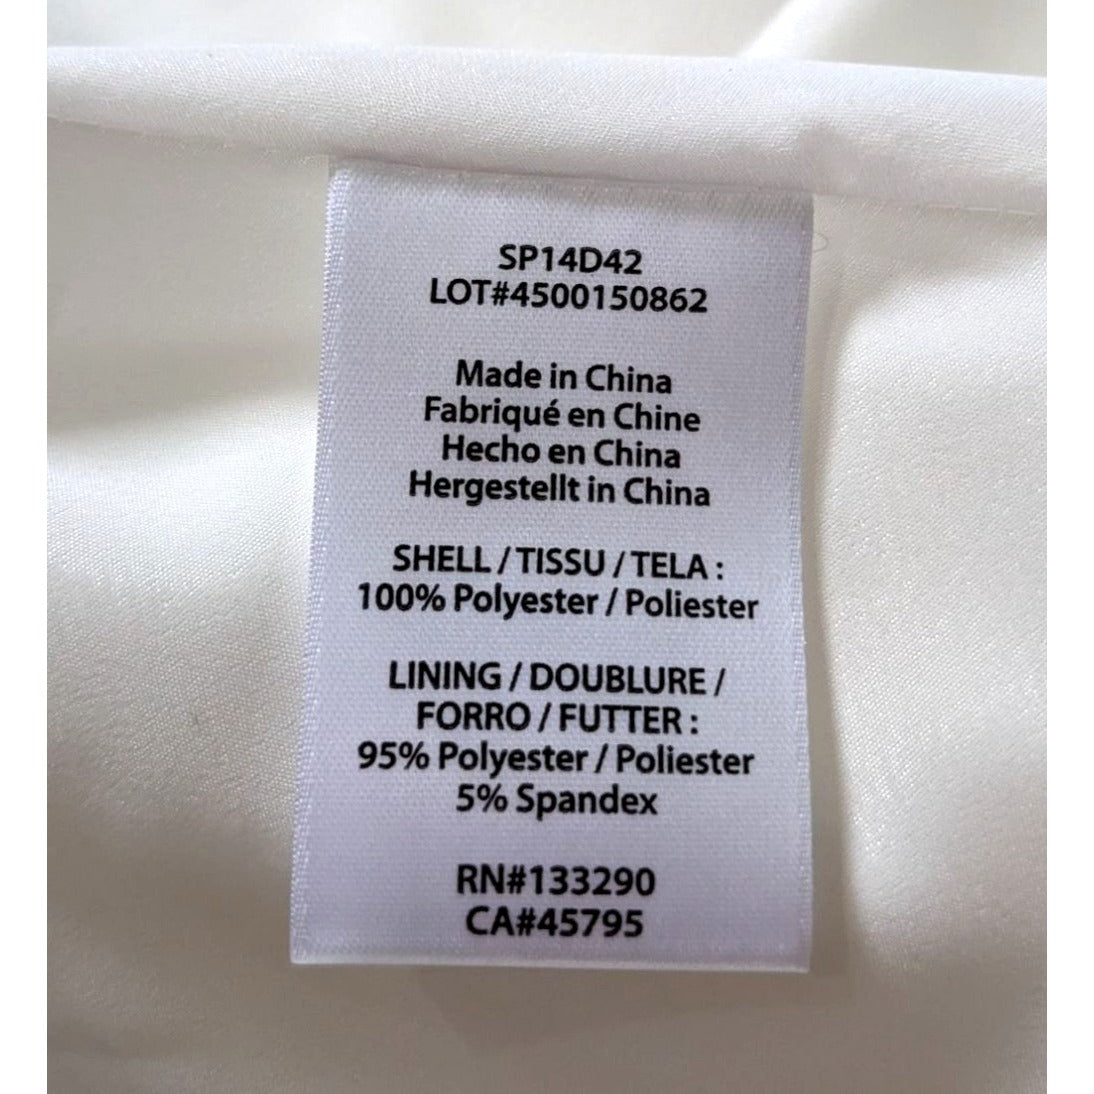 SP14D42
LOT#4500150862
Made in China
Fabriqué en Chine
Hecho en China
Hergestellt in China
SHELL / TISSU / TELA :
100% Polyester / Poliester
LINING / DOUBLURE /
FORRO / FUTTER :
95% Polyester / Poliester
5% Spandex
RN#133290
CA#45795